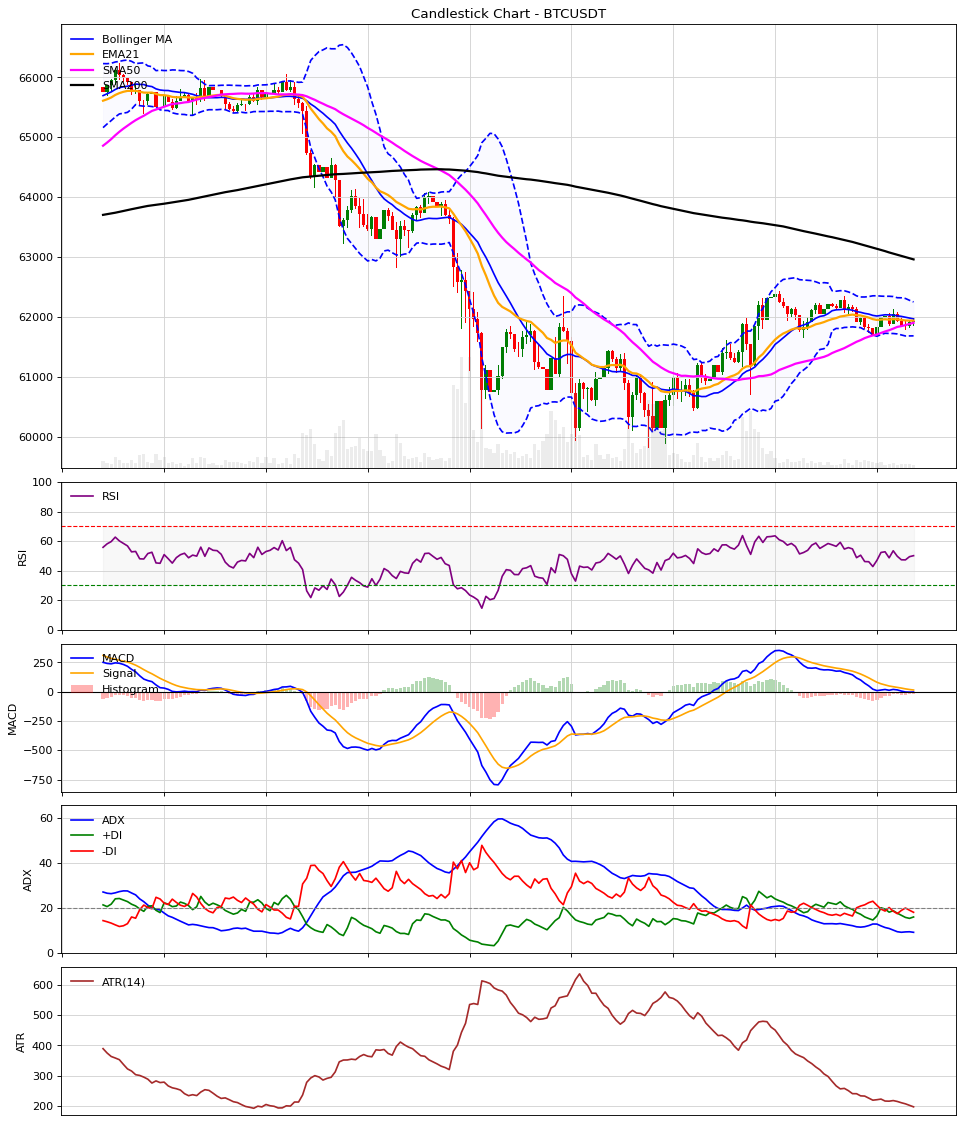 Candlestick Chart - BTCUSDT
Bollinger MA
EMA21
SMA50
SMA200
66000
65000
64000
63000
62000
61000
60000
RSI
100
80
60
40
20
0
RSI
MACD
Signal
Histogram
250
0
−250
−500
−750
MACD
ADX
+DI
-DI
60
40
20
0
ADX
ATR(14)
600
500
400
300
200
ATR